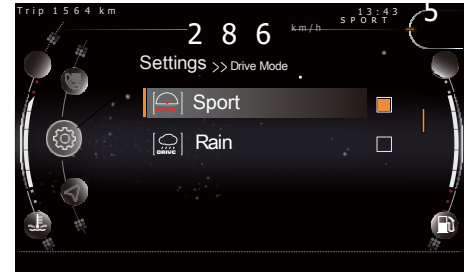 Trip 1564 km
13:43
SPORT
5
286 km/h
Settings >> Drive Mode
Sport
DRIVE
Rain